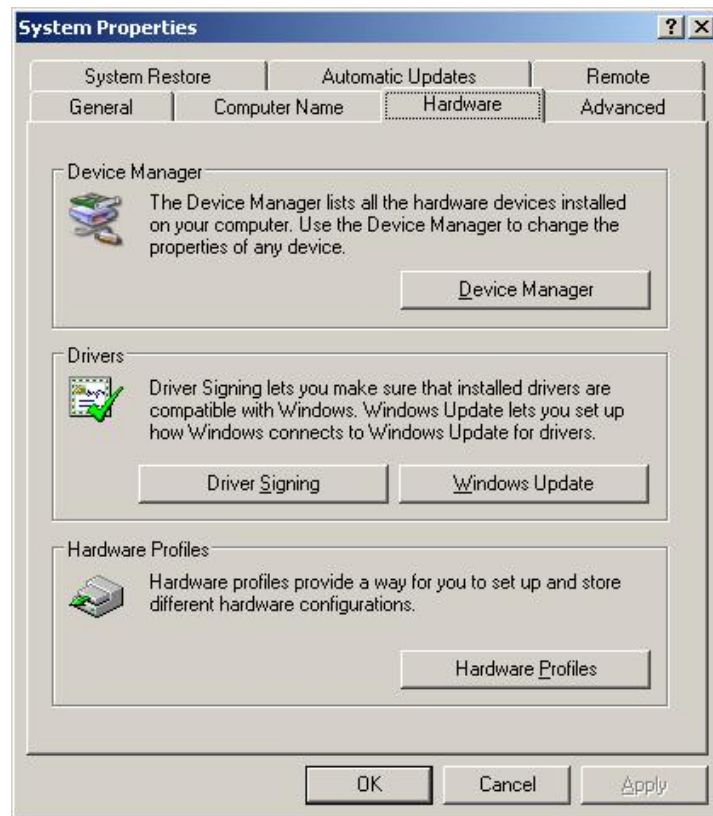 System Properties
System Restore
Automatic Updates
Remote
General
Computer Name
Hardware
Advanced
Device Manager
The Device Manager lists all the hardware devices installed
on your computer. Use the Device Manager to change the
properties of any device.
Device Manager
Drivers
Driver Signing lets you make sure that installed drivers are
compatible with Windows. Windows Update lets you set up
how Windows connects to Windows Update for drivers.
Driver Signing
Windows Update
Hardware Profiles
Hardware profiles provide a way for you to set up and store
different hardware configurations.
Hardware Profiles
OK
Cancel
Apply